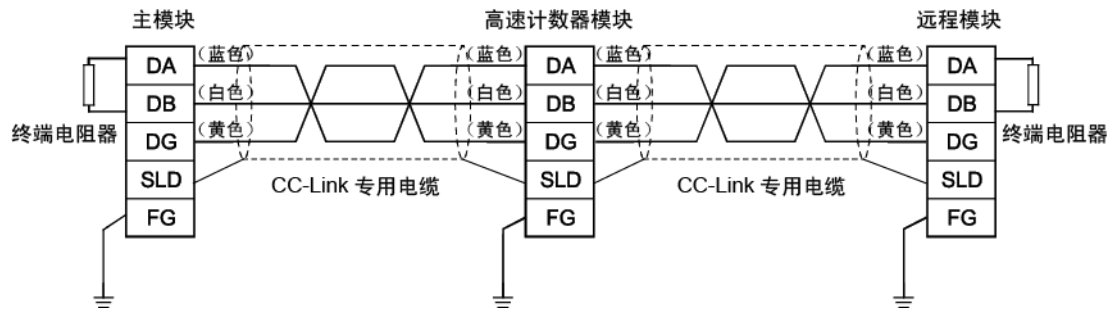 主模块 高速计数器模块 远程模块
DA （蓝色） （蓝色） DA （蓝色） （蓝色） DA
DB （白色） （白色） DB （白色） （白色） DB
终端电阻器 DG （黄色） （黄色） DG （黄色） （黄色） DG 终端电阻器
SLD CC-Link 专用电缆 SLD CC-Link 专用电缆 SLD
FG FG FG